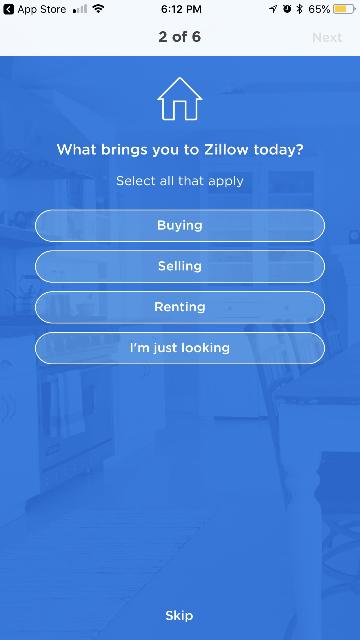 App Store 6:12 PM 65%
2 of 6 Next
What brings you to Zillow today?
Select all that apply
Buying
Selling
Renting
I'm just looking
Skip